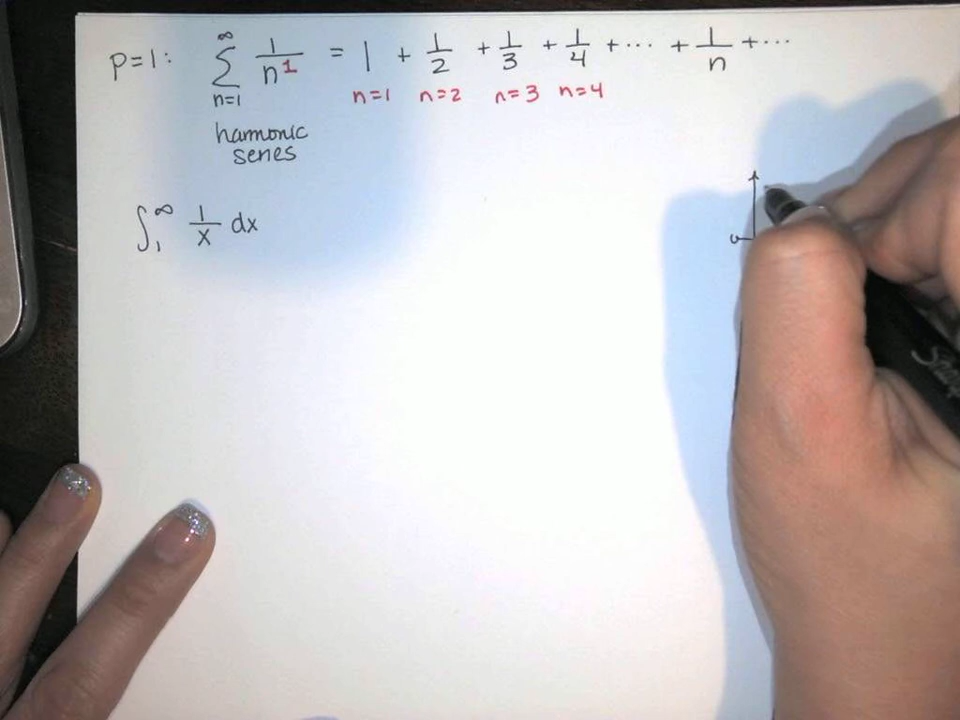 p=1: ∞∑n=1 1/n^1 = 1 + 1/2 + 1/3 + 1/4 + ··· + 1/n + ···
n=1 n=2 n=3 n=4
harmonic
series
∫₁^∞ 1/x dx